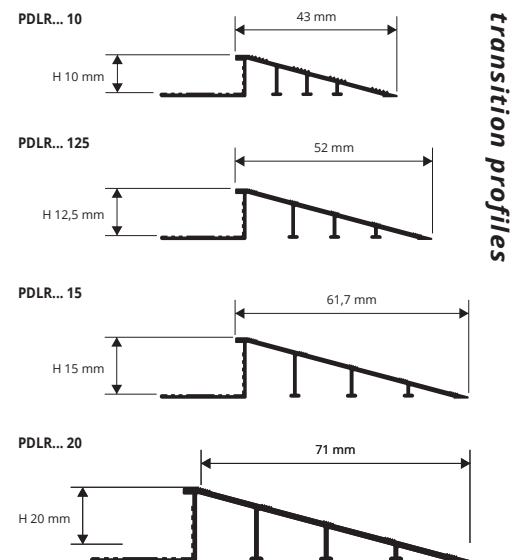 PDLR... 10
43 mm
H 10 mm
PDLR... 125
52 mm
H 12,5 mm
PDLR... 15
61,7 mm
H 15 mm
PDLR... 20
71 mm
H 20 mm
transition profiles